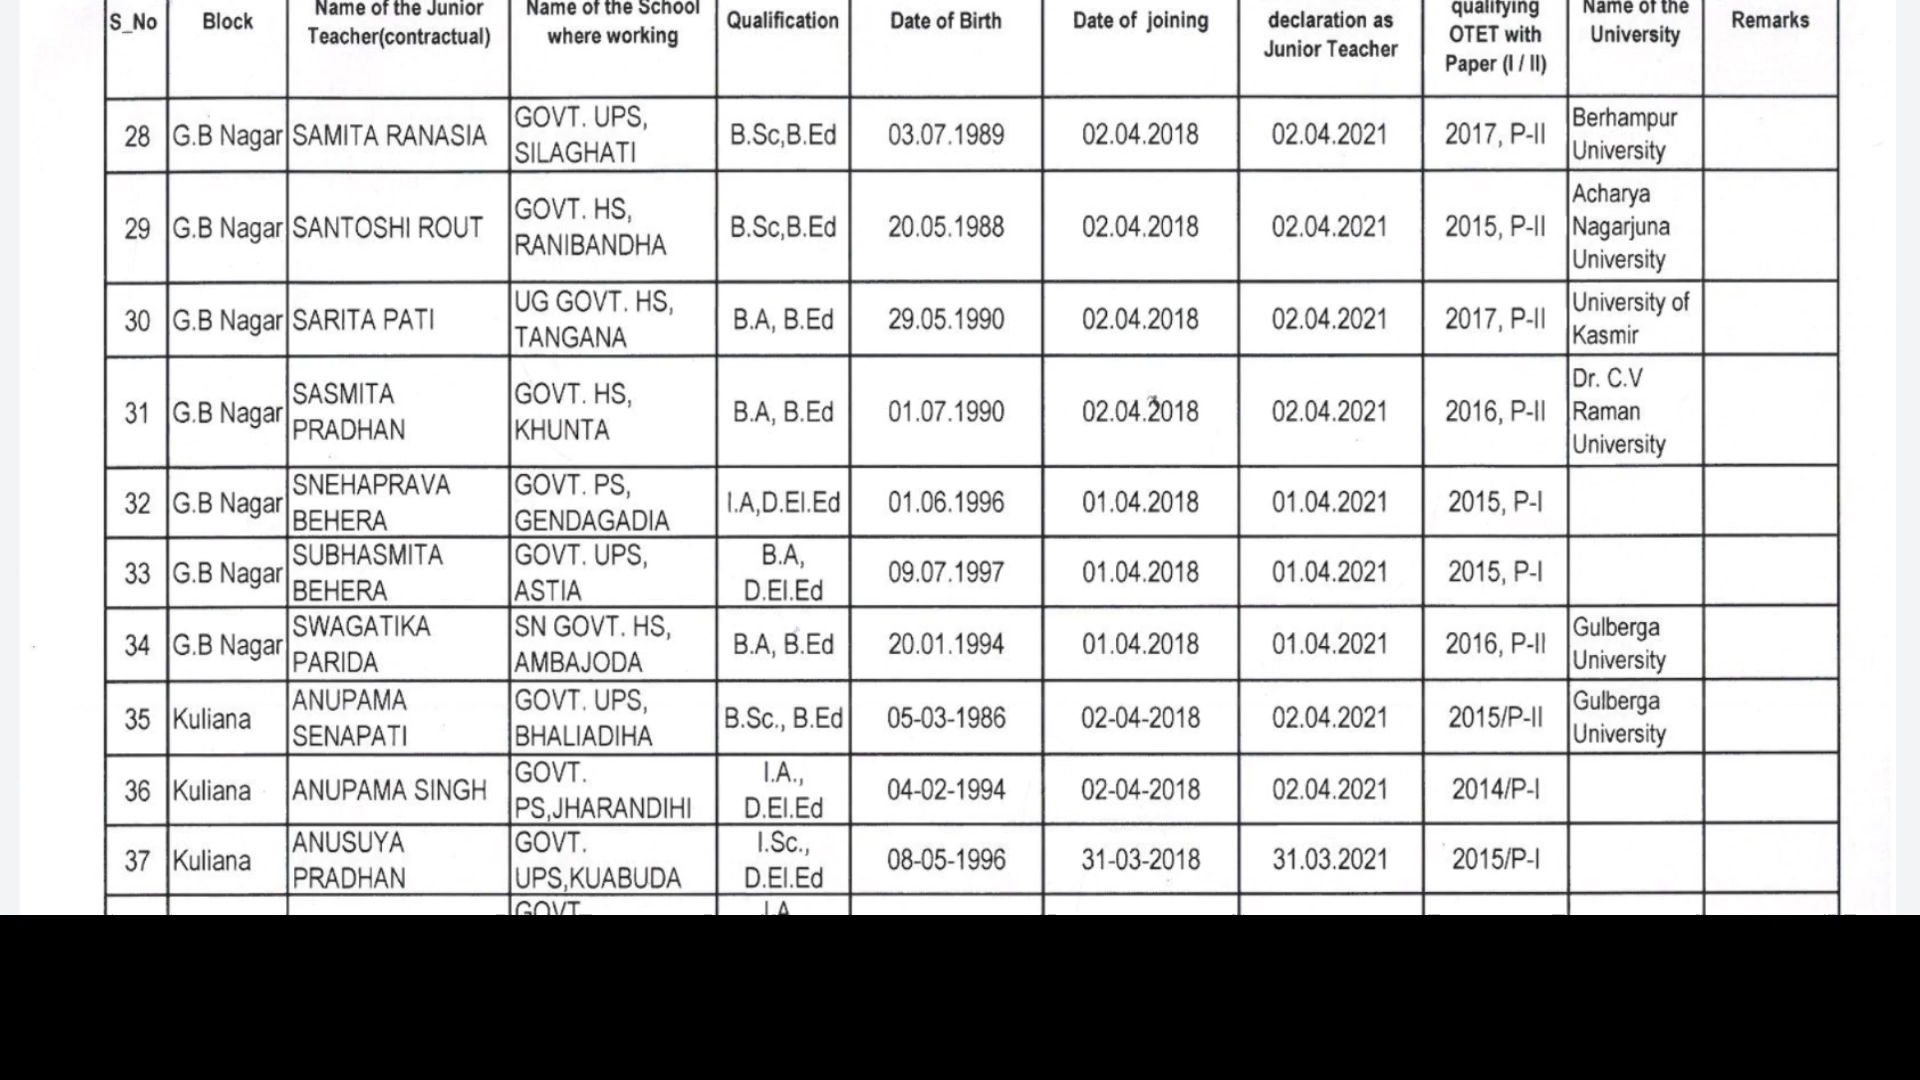 S_No Block Name of the Junior Teacher(contractual) Name of the School where working Qualification Date of Birth Date of joining declaration as Junior Teacher qualifying OTET with Paper (I / II) Name of the University Remarks
28 G.B Nagar SAMITA RANASIA GOVT. UPS, SILAGHATI B.Sc,B.Ed 03.07.1989 02.04.2018 02.04.2021 2017, P-II Berhampur University
29 G.B Nagar SANTOSHI ROUT GOVT. HS, RANIBANDHA B.Sc,B.Ed 20.05.1988 02.04.2018 02.04.2021 2015, P-II Acharya Nagarjuna University
30 G.B Nagar SARITA PATI UG GOVT. HS, TANGANA B.A, B.Ed 29.05.1990 02.04.2018 02.04.2021 2017, P-II University of Kasmir
31 G.B Nagar SASMITA PRADHAN GOVT. HS, KHUNTA B.A, B.Ed 01.07.1990 02.04.2018 02.04.2021 2016, P-II Dr. C.V Raman University
32 G.B Nagar SNEHAPRAVA BEHERA GOVT. PS, GENDAGADIA I.A,D.El.Ed 01.06.1996 01.04.2018 01.04.2021 2015, P-I
33 G.B Nagar SUBHASMITA BEHERA GOVT. UPS, ASTIA B.A, D.El.Ed 09.07.1997 01.04.2018 01.04.2021 2015, P-I
34 G.B Nagar SWAGATIKA PARIDA SN GOVT. HS, AMBAJODA B.A, B.Ed 20.01.1994 01.04.2018 01.04.2021 2016, P-II Gulberga University
35 Kuliana ANUPAMA SENAPATI GOVT. UPS, BHALIADIHA B.Sc., B.Ed 05-03-1986 02-04-2018 02.04.2021 2015/P-II Gulberga University
36 Kuliana ANUPAMA SINGH GOVT. PS,JHARANDIHI I.A., D.El.Ed 04-02-1994 02-04-2018 02.04.2021 2014/P-I
37 Kuliana ANUSUYA PRADHAN GOVT. UPS,KUABUDA I.Sc., D.El.Ed 08-05-1996 31-03-2018 31.03.2021 2015/P-I